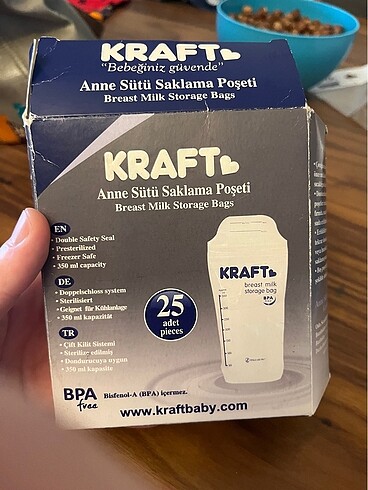 KRAFT
"Bebeğiniz güvende"
Anne Sütü Saklama Poşeti
Breast Milk Storage Bags
KRAFT
Anne Sütü Saklama Poşeti
Breast Milk Storage Bags
EN
• Double Safety Seal
• Presterilized
• Freezer Safe
• 350 ml capacity
DE
• Doppelschloss system
• Sterilisiert
• Geignet für Kühlanlage
• 350 ml kapazität
TR
• Çift Kilit Sistemi
• Sterilize edilmiş
• Dondurucuya uygun
• 350 ml kapasite
25
adet
pieces
KRAFT
breast milk
storage bag
BPA
BPA
free
Bisfenol-A (BPA) içermez.
www.kraftbaby.com